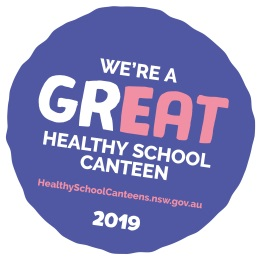 WE'RE A
GREAT
HEALTHY SCHOOL
CANTEEN
HealthySchoolCanteens.nsw.gov.au
2019